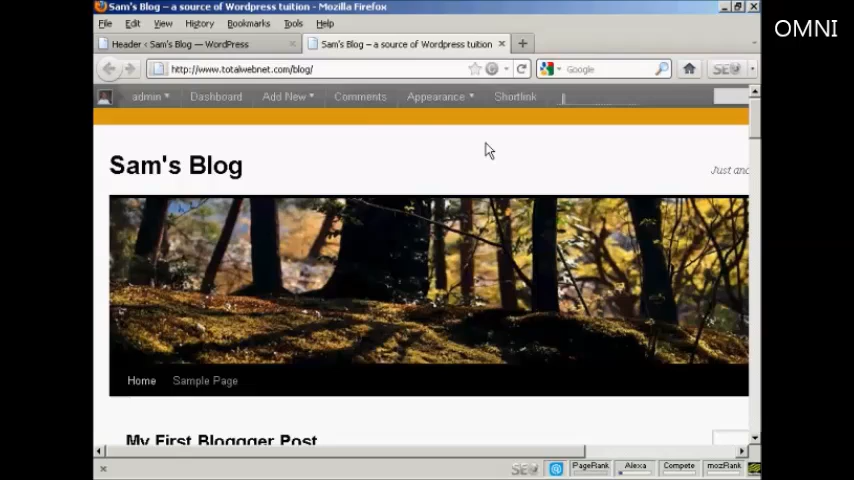 Sam's Blog – a source of Wordpress tuition - Mozilla Firefox
OMNI
File Edit View History Bookmarks Tools Help
Header ‹ Sam's Blog — WordPress
Sam's Blog – a source of Wordpress tuition
http://www.totalwebnet.com/blog/
Google
SEO
admin Dashboard Add New Comments Appearance Shortlink
Sam's Blog
Just
Home Sample Page
My First Bloggger Post
SEO PageRank Alexa Compete mozRank